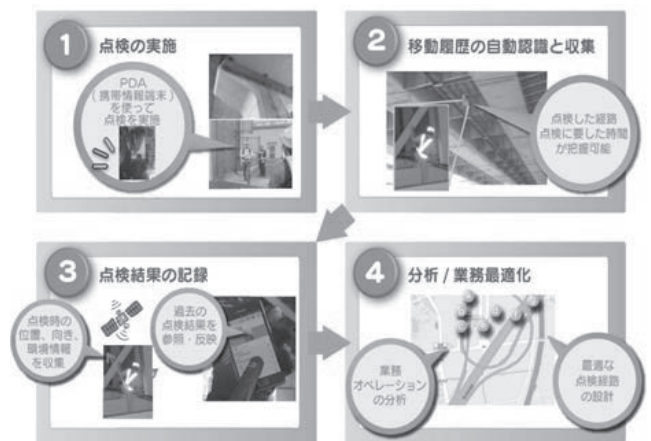 1 点検の実施
PDA
(携帯情報端末)
を使って
点検を実施
2 移動履歴の自動認識と収集
点検した経路
点検に要した時間
が把握可能
3 点検結果の記録
点検時の
位置、向き、
環境情報
を収集
過去の
点検結果を
参照・反映
4 分析/業務最適化
業務
オペレーション
の分析
最適な
点検経路
の設計